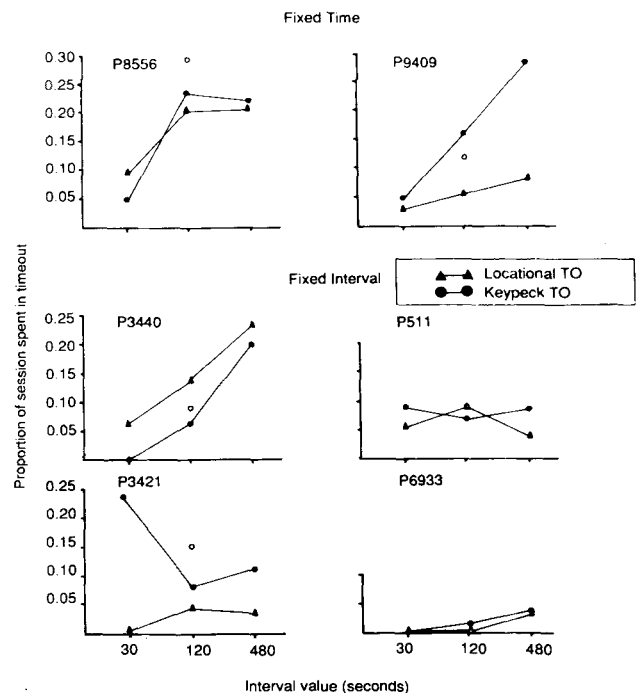 Fixed Time
P8556
P9409
0.30
0.25
0.20
0.15
0.10
0.05
Fixed Interval
Locational TO
Keypeck TO
Proportion of session spent in timeout
P3440
P511
0.25
0.20
0.15
0.10
0.05
P3421
P6933
0.25
0.20
0.15
0.10
0.05
30 120 480
30 120 480
Interval value (seconds)